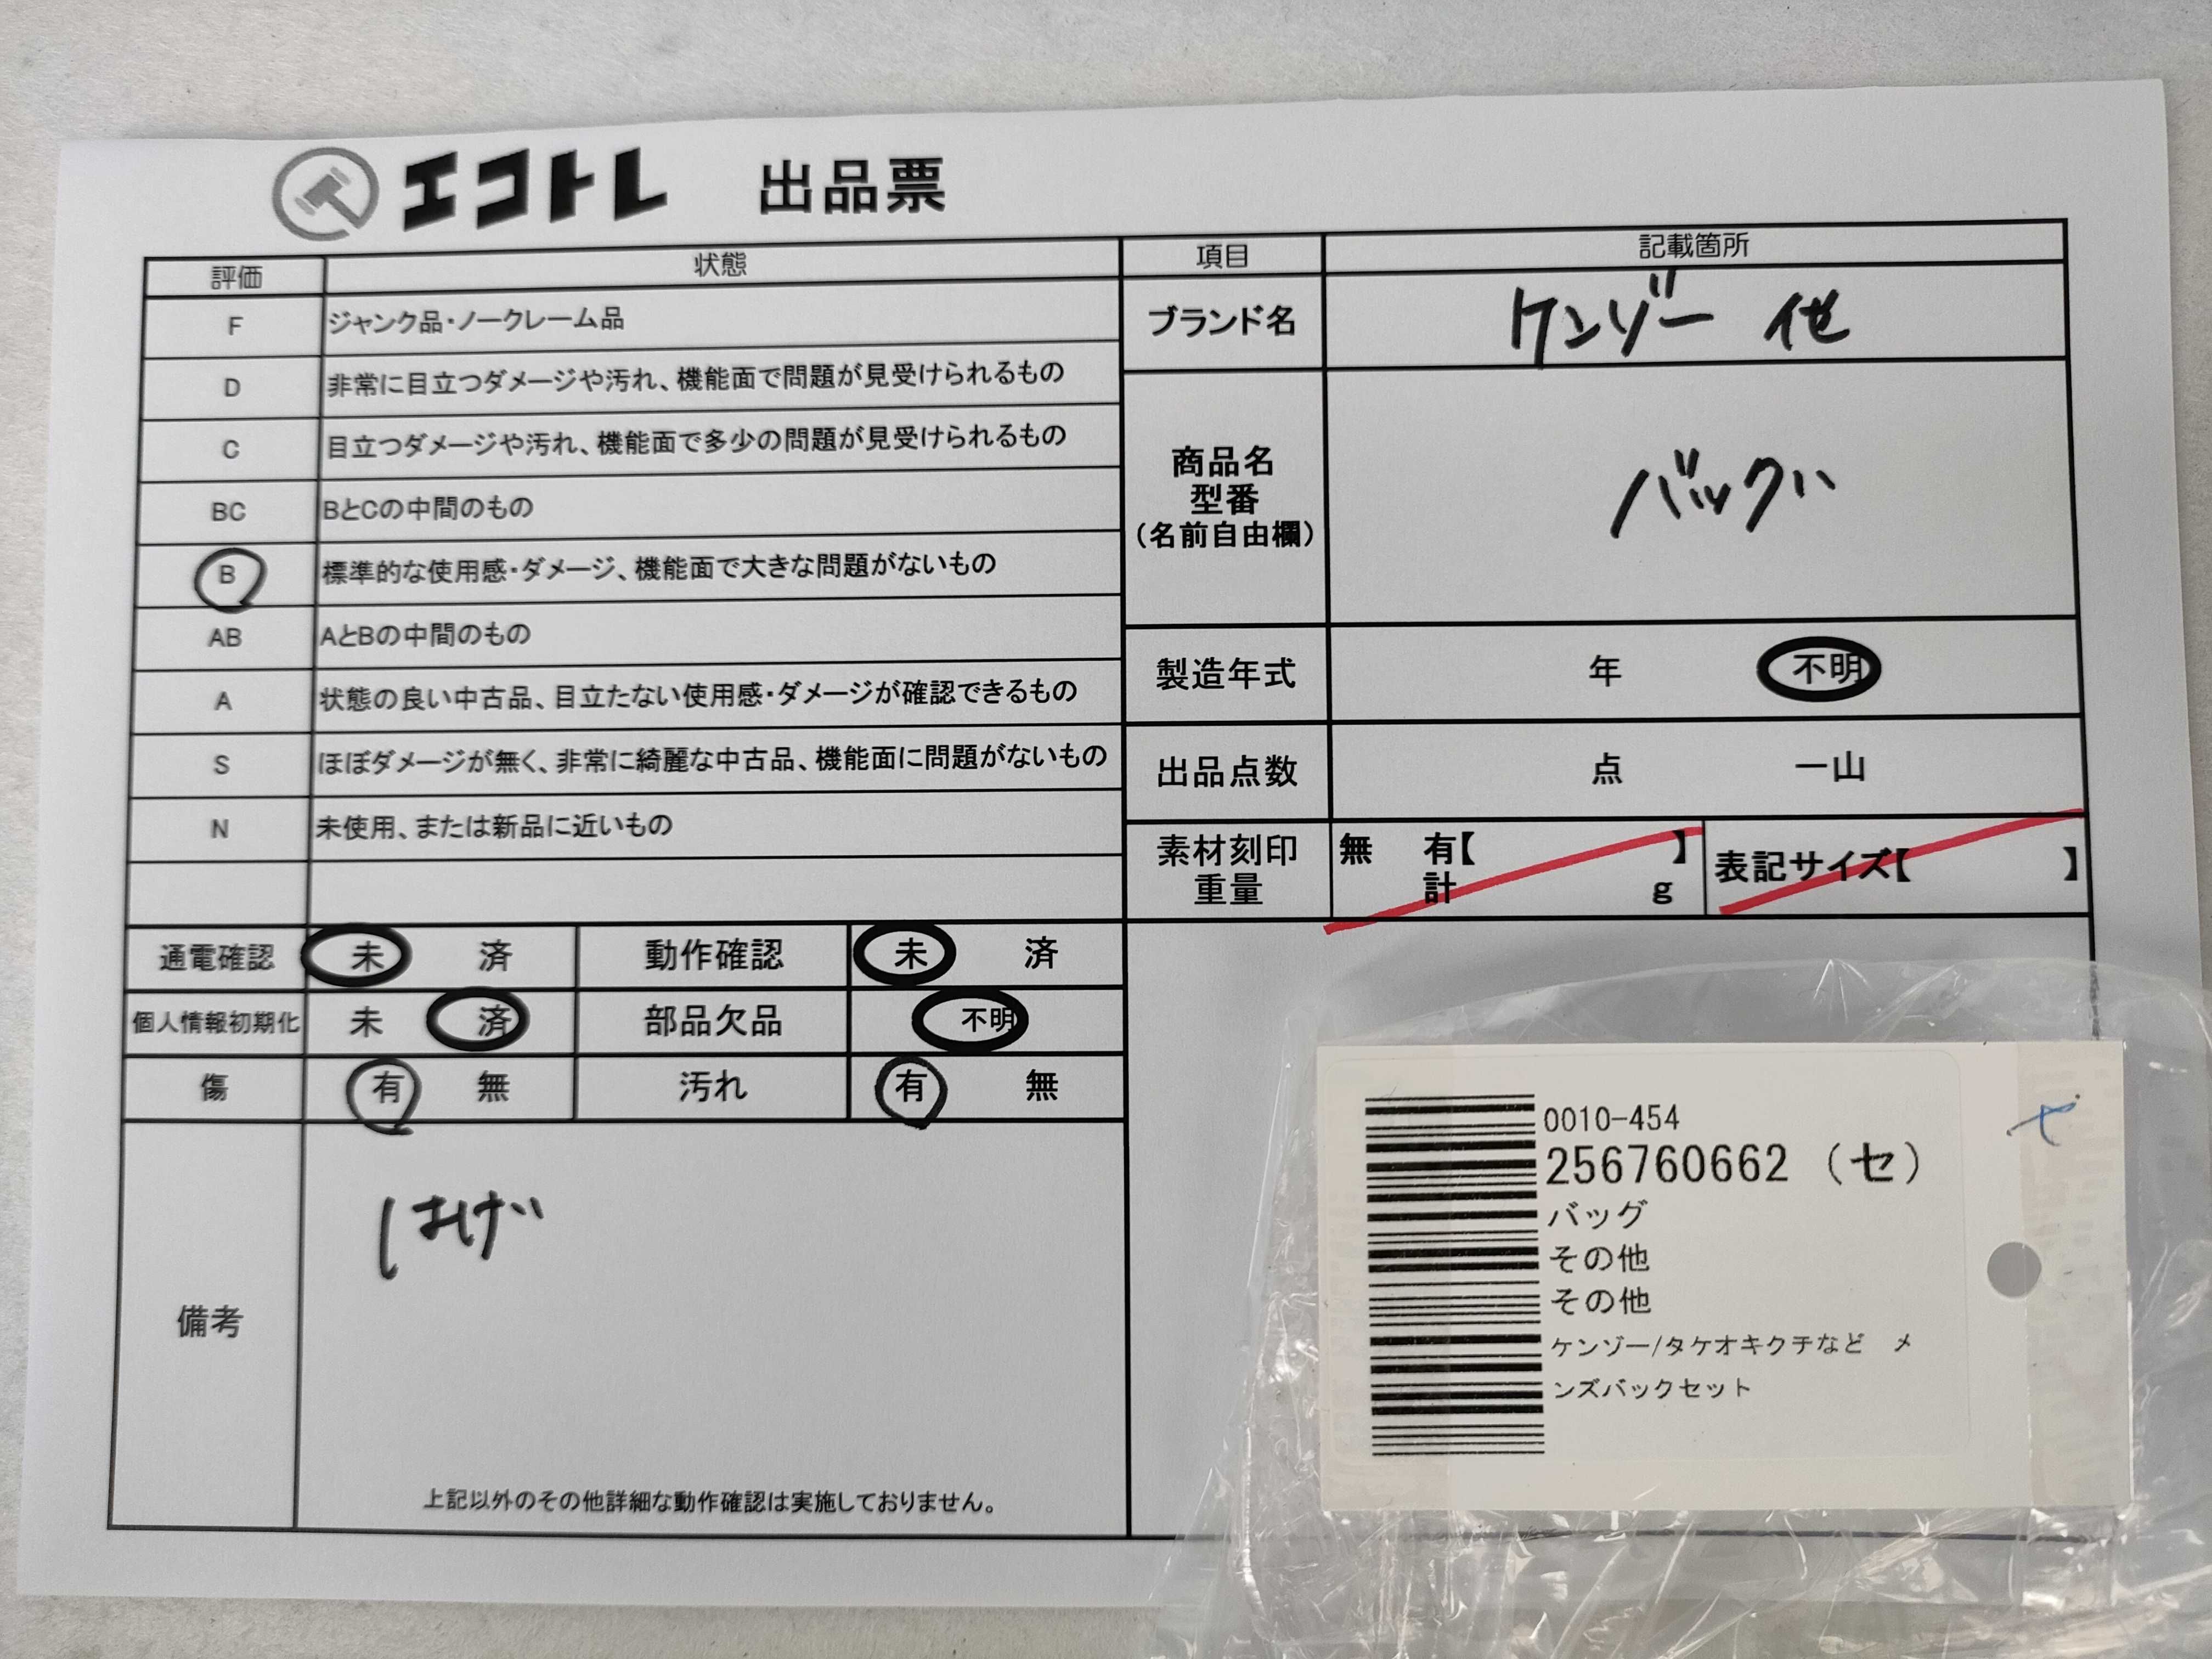 エコトレ 出品票
評価 状態
F ジャンク品・ノークレーム品
D 非常に目立つダメージや汚れ、機能面で問題が見受けられるもの
C 目立つダメージや汚れ、機能面で多少の問題が見受けられるもの
BC BとCの中間のもの
B 標準的な使用感・ダメージ、機能面で大きな問題がないもの
AB AとBの中間のもの
A 状態の良い中古品、目立たない使用感・ダメージが確認できるもの
S ほぼダメージが無く、非常に綺麗な中古品、機能面に問題がないもの
N 未使用、または新品に近いもの
通電確認 未 済 動作確認 未 済
個人情報初期化 未 済 部品欠品 不明
傷 有 無 汚れ 有 無
備考
はげ
上記以外のその他詳細な動作確認は実施しておりません。
項目 記載箇所
ブランド名 ケンゾー 他
商品名
型番
(名前自由欄)
バッグ
製造年式 年 不明
出品点数 点 一山
素材刻印 無 有【 】
重量 計 g
表記サイズ【 】
0010-454
256760662 (セ)
バッグ
その他
その他
ケンゾー/タケオキクチなど メ
ンズバックセット